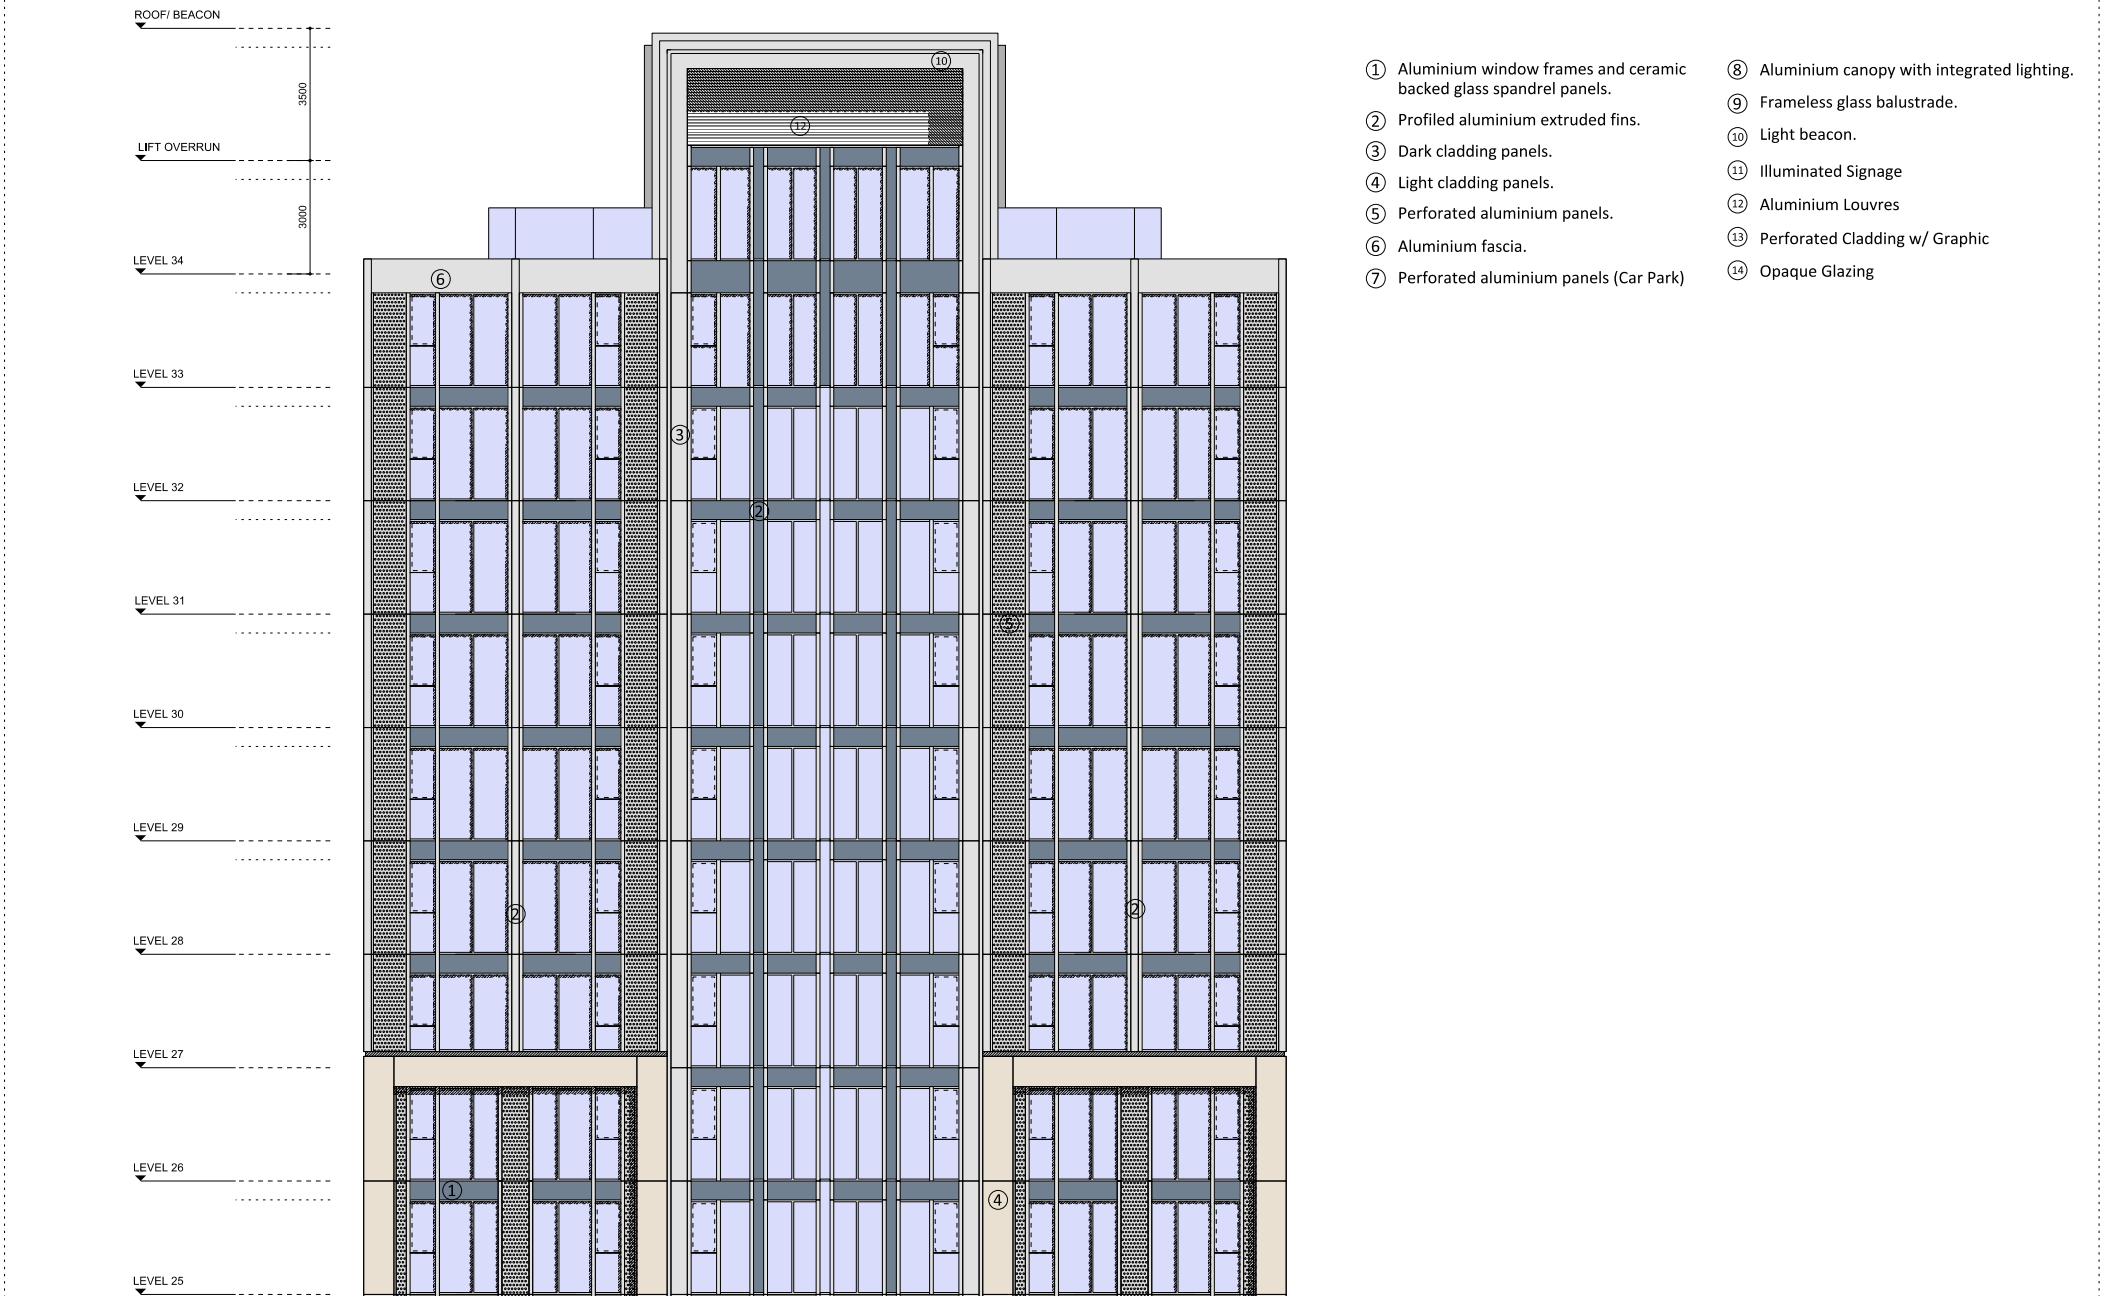 ROOF/ BEACON
3500
LIFT OVERRUN
3000
LEVEL 34
LEVEL 33
LEVEL 32
LEVEL 31
LEVEL 30
LEVEL 29
LEVEL 28
LEVEL 27
LEVEL 26
LEVEL 25
10
12
6
3
2
5
2
2
1
4
1 Aluminium window frames and ceramic
backed glass spandrel panels.
2 Profiled aluminium extruded fins.
3 Dark cladding panels.
4 Light cladding panels.
5 Perforated aluminium panels.
6 Aluminium fascia.
7 Perforated aluminium panels (Car Park)
8 Aluminium canopy with integrated lighting.
9 Frameless glass balustrade.
10 Light beacon.
11 Illuminated Signage
12 Aluminium Louvres
13 Perforated Cladding w/ Graphic
14 Opaque Glazing